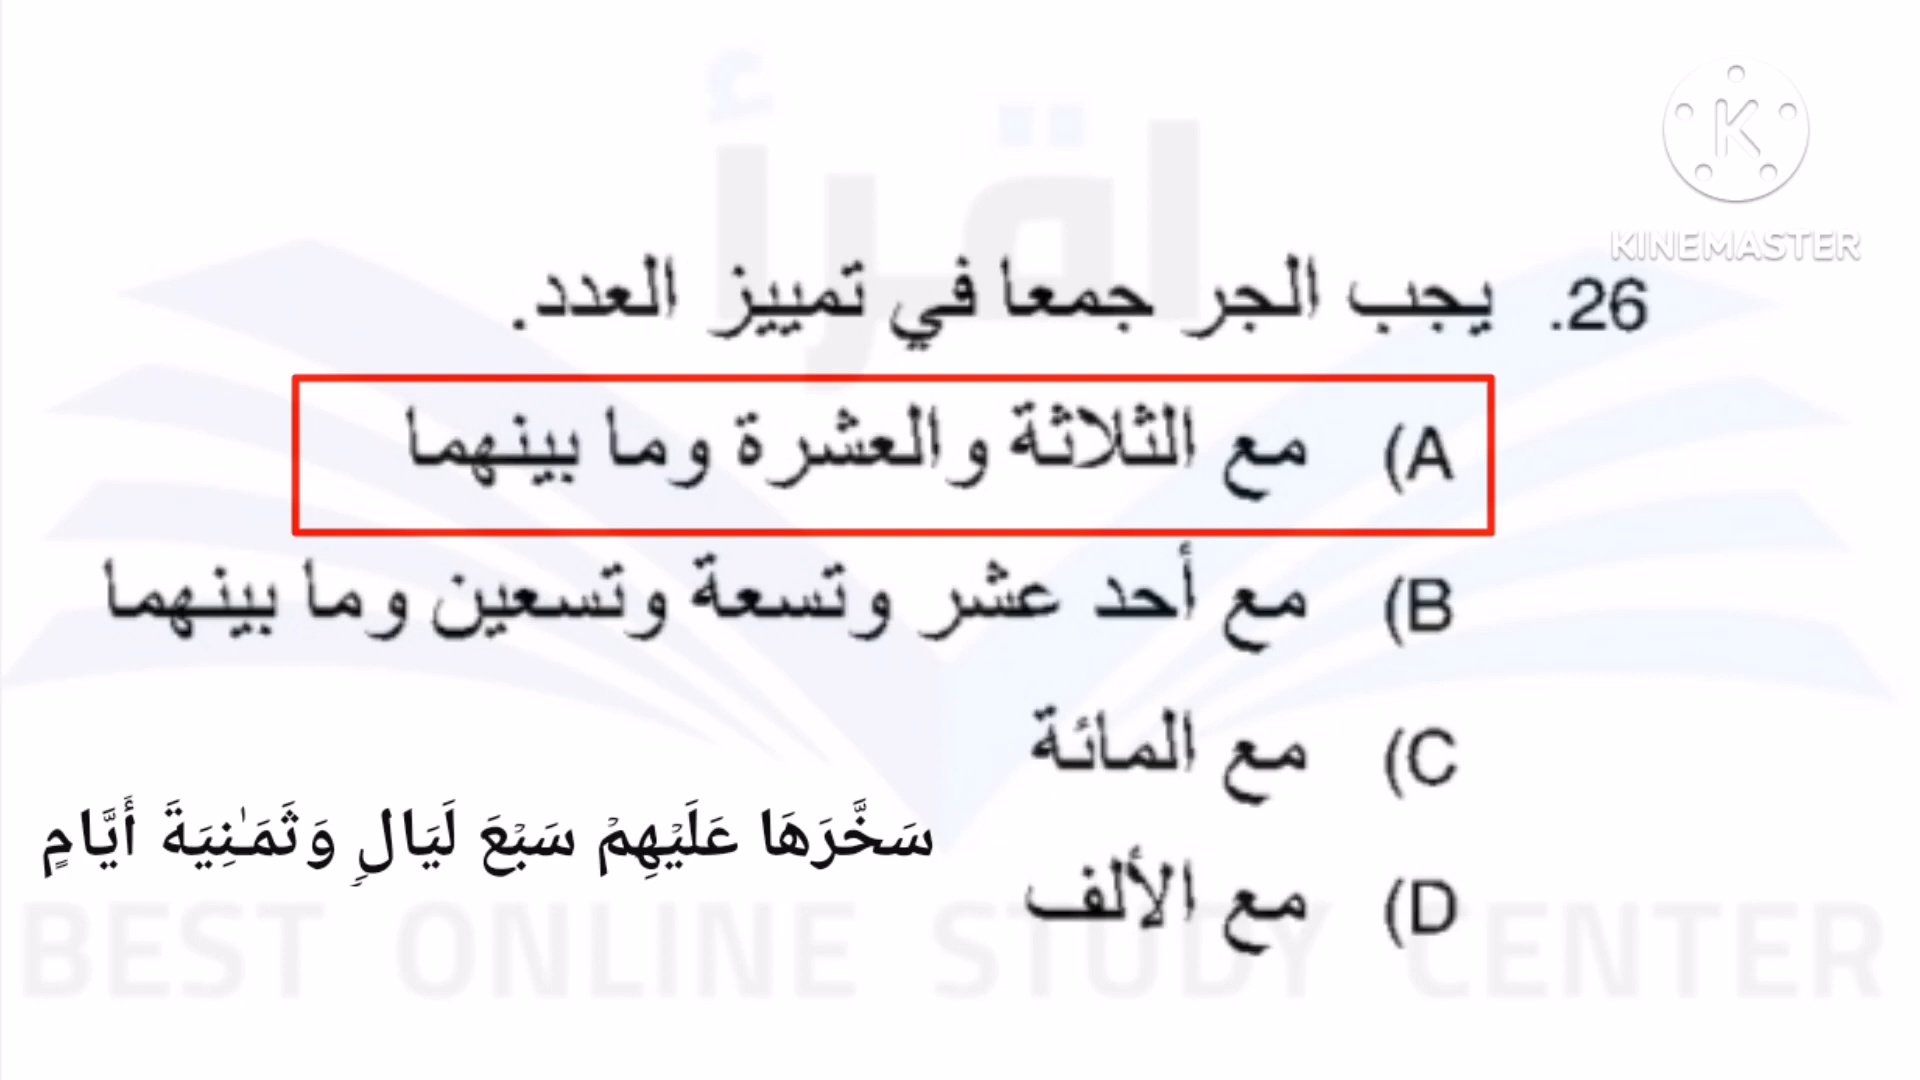 اقرأ
KINEMASTER
26. يجب الجر جمعا في تمييز العدد.
A) مع الثلاثة والعشرة وما بينهما
B) مع أحد عشر وتسعة وتسعين وما بينهما
C) مع المائة
سَخَّرَهَا عَلَيۡهِمۡ سَبۡعَ لَيَالٖ وَثَمَٰنِيَةَ أَيَّامٍ
D) مع الألف
BEST ONLINE STUDY CENTER